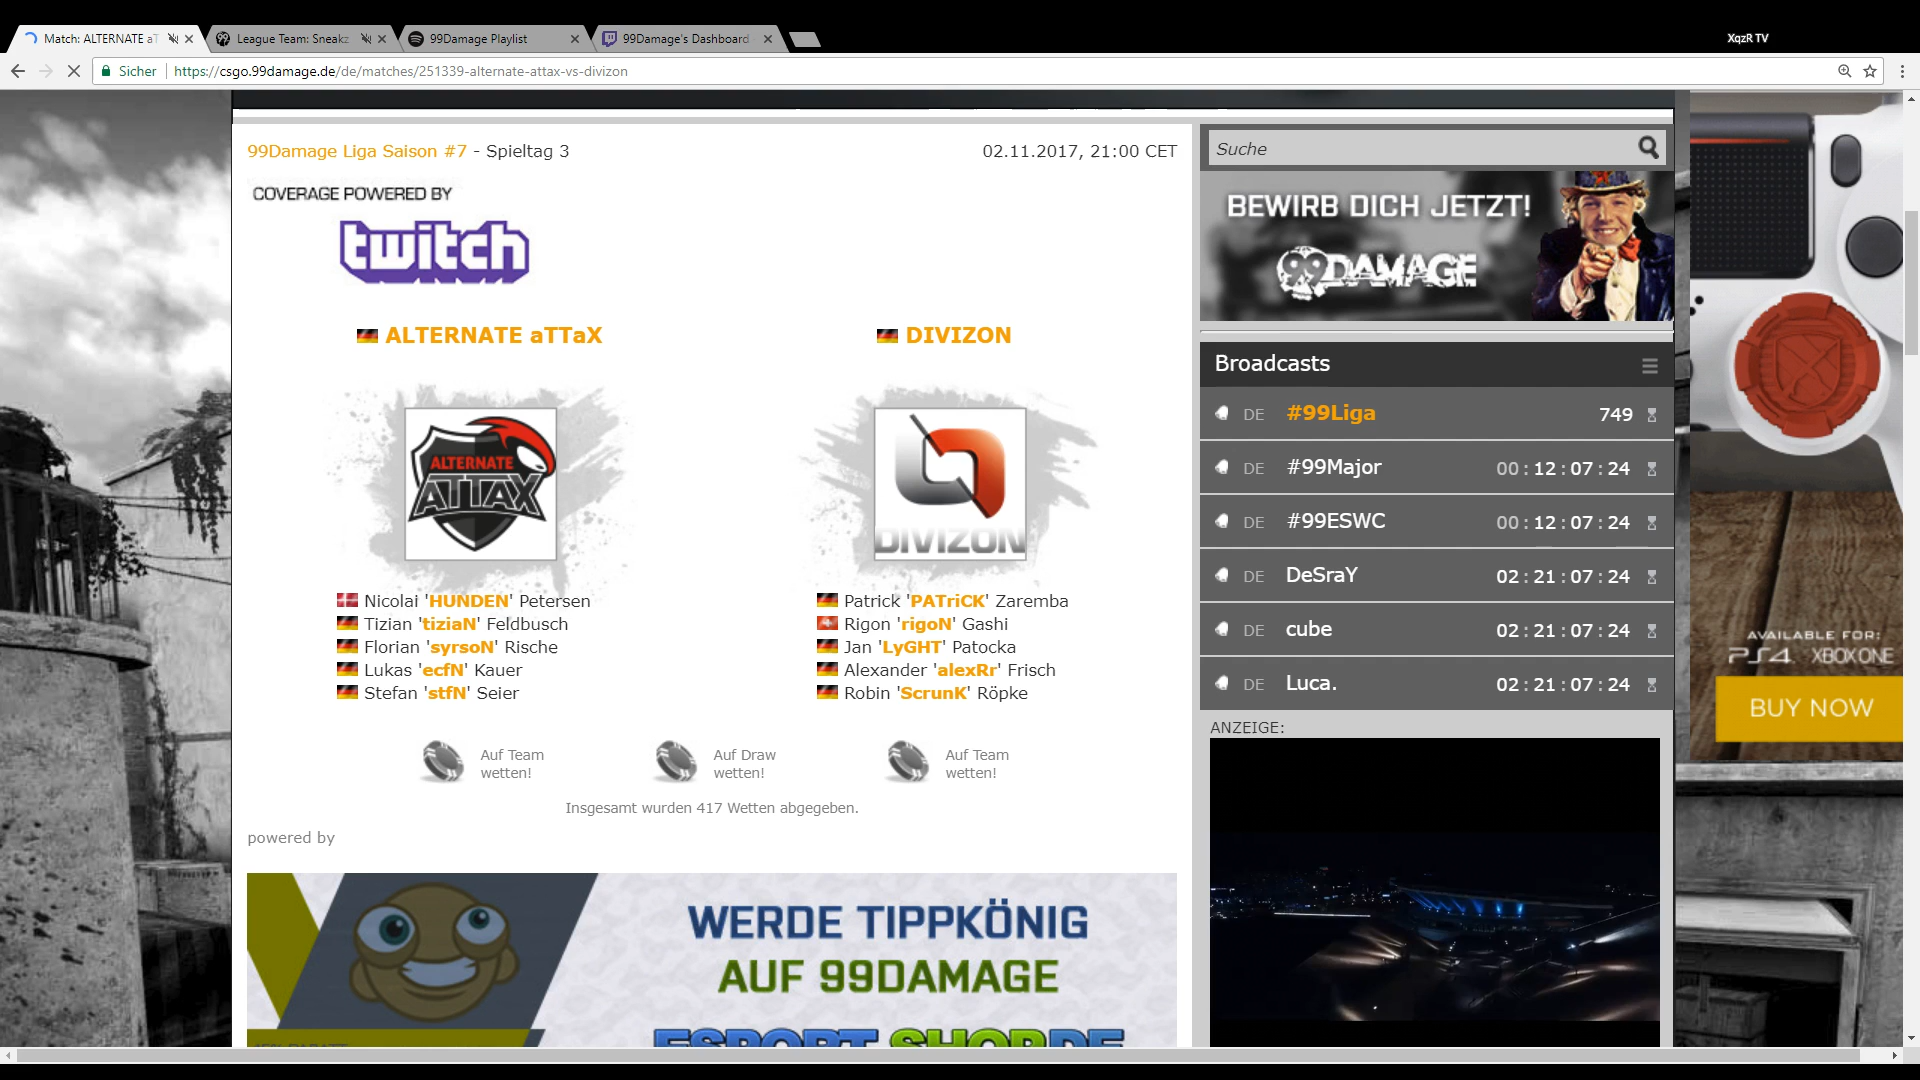 Match: ALTERNATE aT
League Team: Sneakz
99Damage Playlist
99Damage's Dashboard
XqzR TV
Sicher
https://csgo.99damage.de/de/matches/251339-alternate-attax-vs-divizon
99Damage Liga Saison #7 - Spieltag 3
02.11.2017, 21:00 CET
COVERAGE POWERED BY
twitch
ALTERNATE aTTaX
DIVIZON
ALTERNATE
ATTAX
DIVIZON
Nicolai 'HUNDEN' Petersen
Tizian 'tiziaN' Feldbusch
Florian 'syrsoN' Rische
Lukas 'ecfN' Kauer
Stefan 'stfN' Seier
Patrick 'PATriCK' Zaremba
Rigon 'rigoN' Gashi
Jan 'LyGHT' Patocka
Alexander 'alexRr' Frisch
Robin 'ScrunK' Röpke
Auf Team
wetten!
Auf Draw
wetten!
Auf Team
wetten!
Insgesamt wurden 417 Wetten abgegeben.
powered by
WERDE TIPPKÖNIG
AUF 99DAMAGE
ESPORT-SHOP.DE
Suche
BEWIRB DICH JETZT!
99DAMAGE
Broadcasts
DE #99Liga 749
DE #99Major 00:12:07:24
DE #99ESWC 00:12:07:24
DE DeSraY 02:21:07:24
DE cube 02:21:07:24
DE Luca. 02:21:07:24
ANZEIGE:
AVAILABLE FOR:
PS4 XBOXONE
BUY NOW